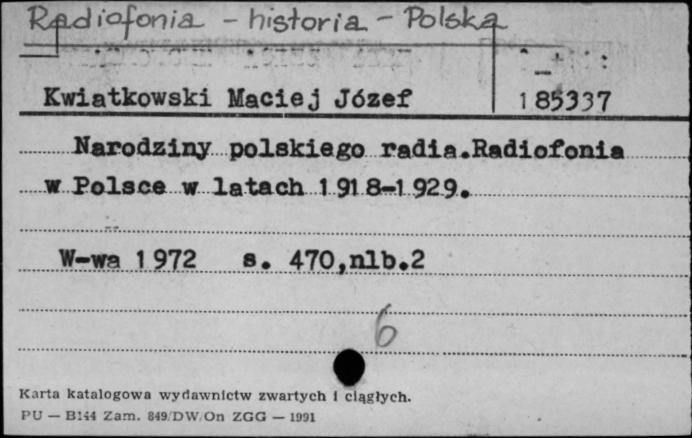 Radiofonia - historia - Polska
Kwiatkowski Maciej Józef
185337
Narodziny polskiego radia.Radiofonia
w Polsce w latach 1918-1929.
W-wa 1972 s. 470,nlb.2
6
Karta katalogowa wydawnictw zwartych i ciągłych.
PU — B144 Zam. 849/DW/On ZGG — 1991